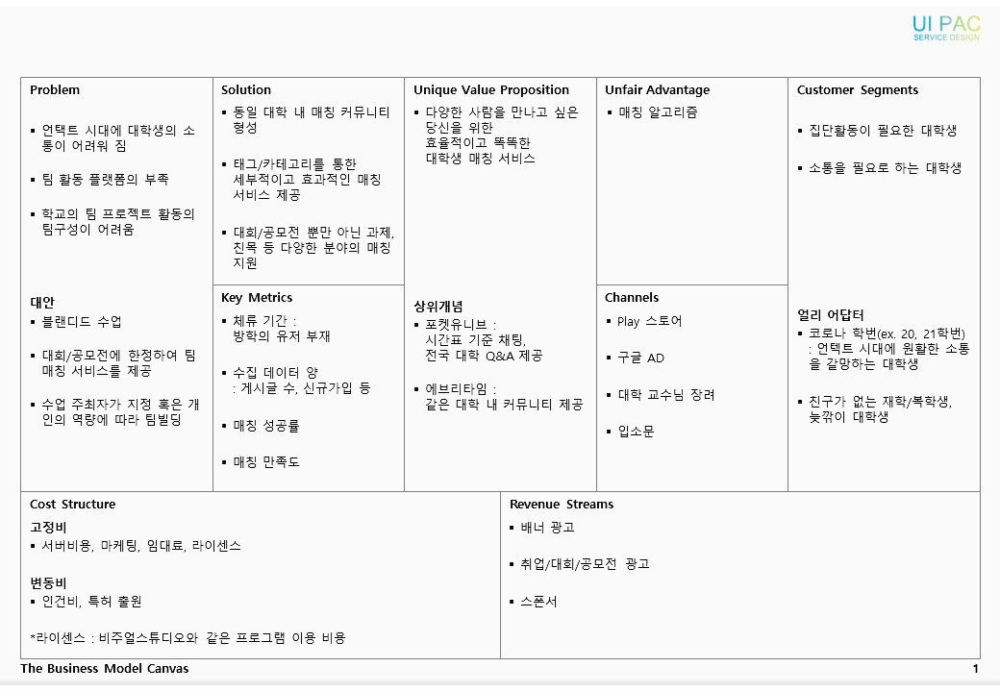 UI PAC
SERVICE DESIGN
Problem
▪ 언택트 시대에 대학생의 소
통이 어려워 짐
▪ 팀 활동 플랫폼의 부족
▪ 학교의 팀 프로젝트 활동의
팀구성이 어려움
대안
▪ 블랜디드 수업
▪ 대회/공모전에 한정하여 팀
매칭 서비스를 제공
▪ 수업 주최자가 지정 혹은 개
인의 역량에 따라 팀빌딩
Solution
▪ 동일 대학 내 매칭 커뮤니티
형성
▪ 태그/카테고리를 통한
세부적이고 효과적인 매칭
서비스 제공
▪ 대회/공모전 뿐만 아닌 과제,
친목 등 다양한 분야의 매칭
지원
Key Metrics
▪ 체류 기간 :
방학의 유저 부재
▪ 수집 데이터 양
: 게시글 수, 신규가입 등
▪ 매칭 성공률
▪ 매칭 만족도
Unique Value Proposition
▪ 다양한 사람을 만나고 싶은
당신을 위한
효율적이고 똑똑한
대학생 매칭 서비스
상위개념
▪ 포켓유니브 :
시간표 기준 채팅,
전국 대학 Q&A 제공
▪ 에브리타임 :
같은 대학 내 커뮤니티 제공
Unfair Advantage
▪ 매칭 알고리즘
Channels
▪ Play 스토어
▪ 구글 AD
▪ 대학 교수님 장려
▪ 입소문
Customer Segments
▪ 집단활동이 필요한 대학생
▪ 소통을 필요로 하는 대학생
얼리 어답터
▪ 코로나 학번(ex. 20, 21학번)
: 언텍트 시대에 원활한 소통
을 갈망하는 대학생
▪ 친구가 없는 재학/복학생,
늦깎이 대학생
Cost Structure
고정비
▪ 서버비용, 마케팅, 임대료, 라이센스
변동비
▪ 인건비, 특허 출원
*라이센스 : 비주얼스튜디오와 같은 프로그램 이용 비용
Revenue Streams
▪ 배너 광고
▪ 취업/대회/공모전 광고
▪ 스폰서
The Business Model Canvas
1